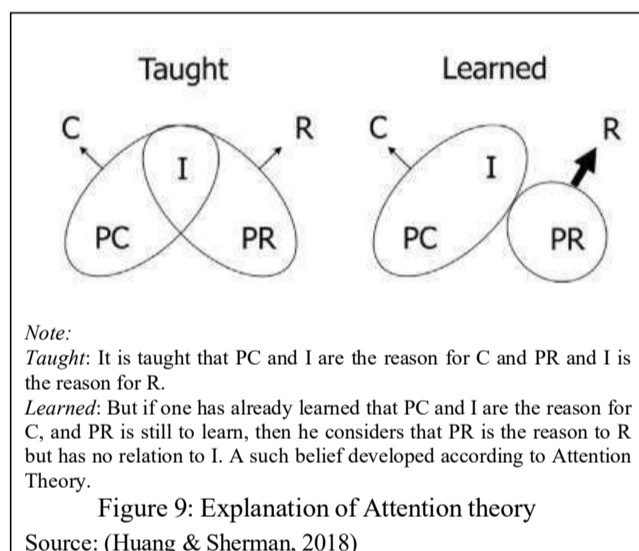 Taught Learned
C R C R
I I
PC PR PC PR
Note:
Taught: It is taught that PC and I are the reason for C and PR and I is
the reason for R.
Learned: But if one has already learned that PC and I are the reason for
C, and PR is still to learn, then he considers that PR is the reason to R
but has no relation to I. A such belief developed according to Attention
Theory.
Figure 9: Explanation of Attention theory
Source: (Huang & Sherman, 2018)